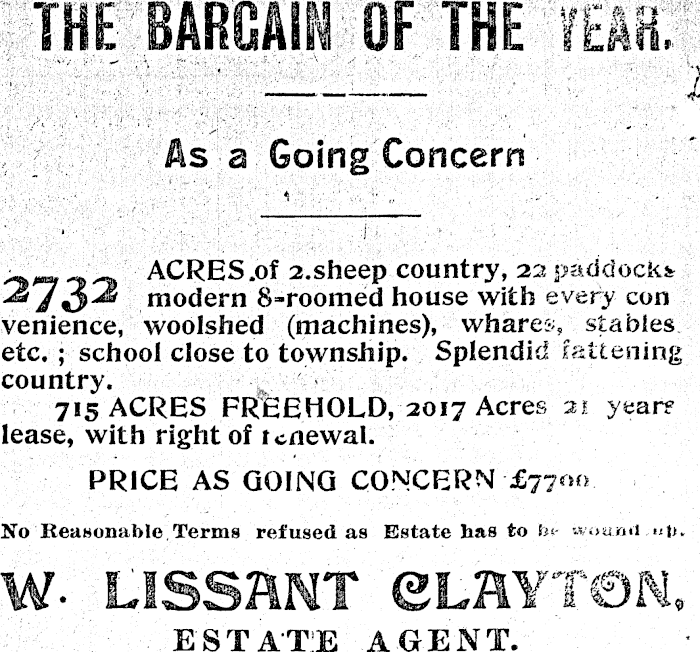 THE BARGAIN OF THE YEAR.
As a Going Concern
2732 ACRES of 2.sheep country, 22 paddocks
modern 8-roomed house with every con
venience, woolshed (machines), whares, stables
etc. ; school close to township. Splendid fattening
country.
715 ACRES FREEHOLD, 2017 Acres 21 years
lease, with right of renewal.
PRICE AS GOING CONCERN £7700
No Reasonable Terms refused as Estate has to be wound up.
W. LISSANT CLAYTON,
ESTATE AGENT.